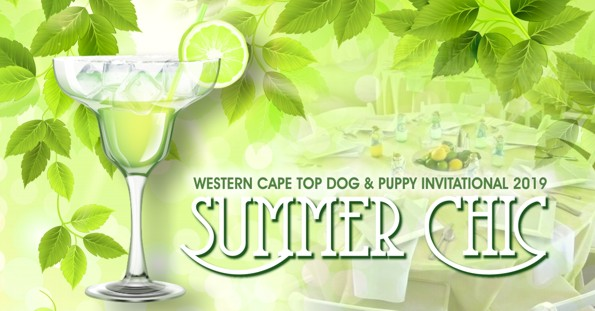 WESTERN CAPE TOP DOG & PUPPY INVITATIONAL 2019
SUMMER CHIC